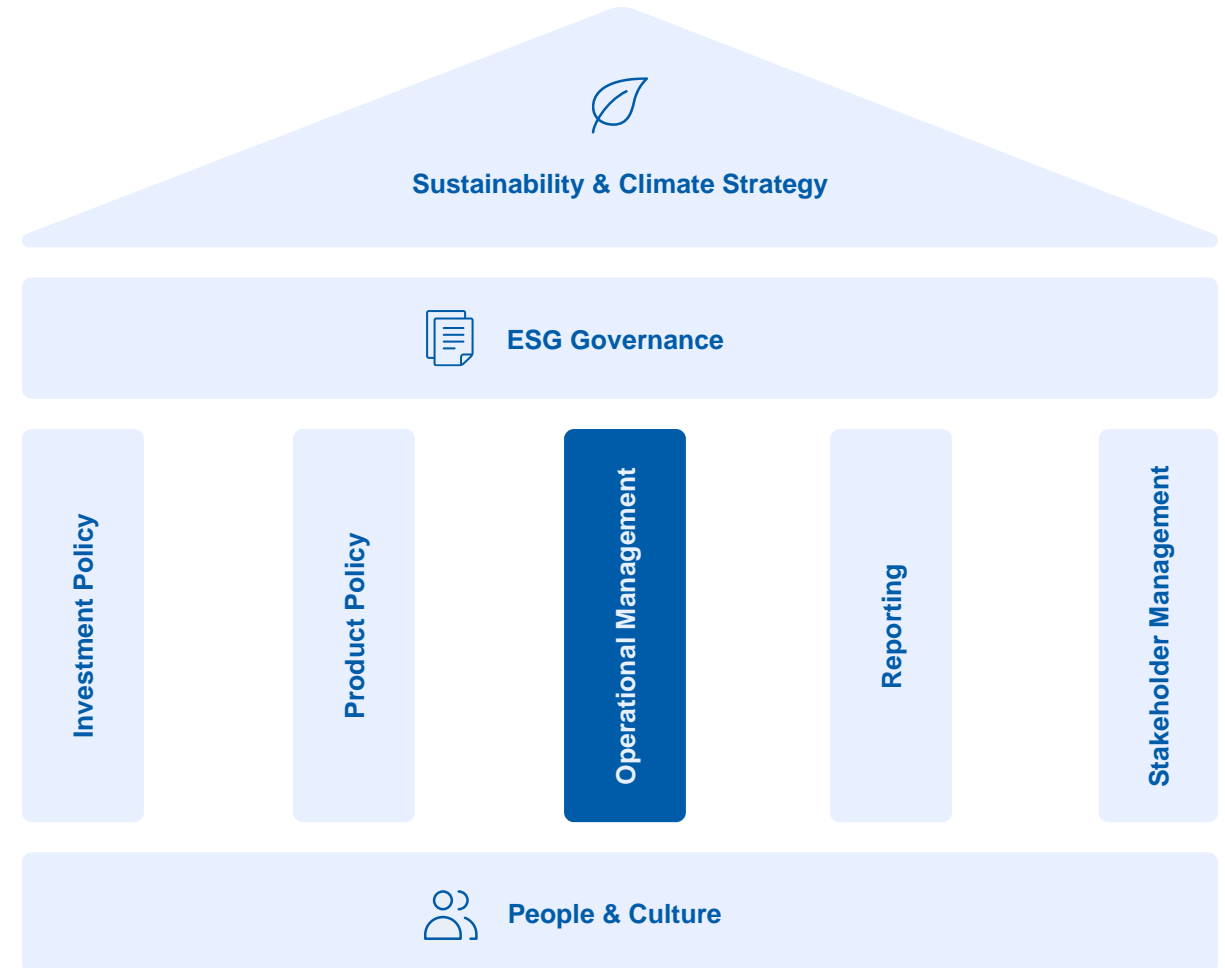 Sustainability & Climate Strategy
ESG Governance
Investment Policy
Product Policy
Operational Management
Reporting
Stakeholder Management
People & Culture